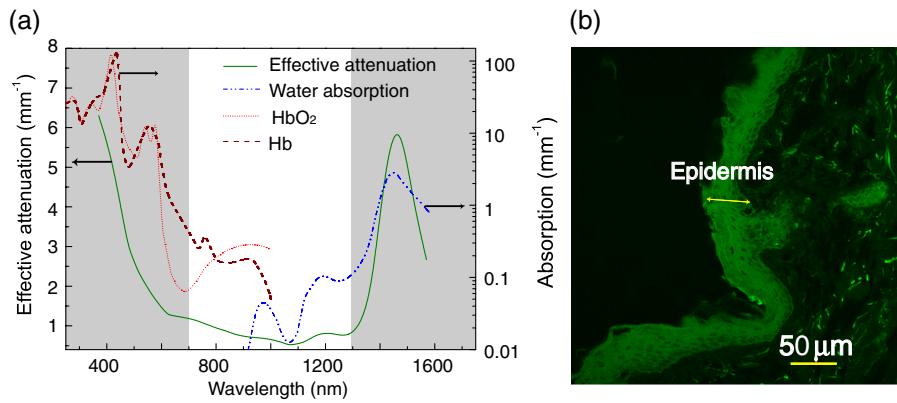 (a)
(b)
8
7
6
5
4
3
2
1
Effective attenuation (mm⁻¹)
Effective attenuation
Water absorption
HbO₂
Hb
100
10
1
0.1
0.01
Absorption (mm⁻¹)
400
800
1200
1600
Wavelength (nm)
Epidermis
50 μm